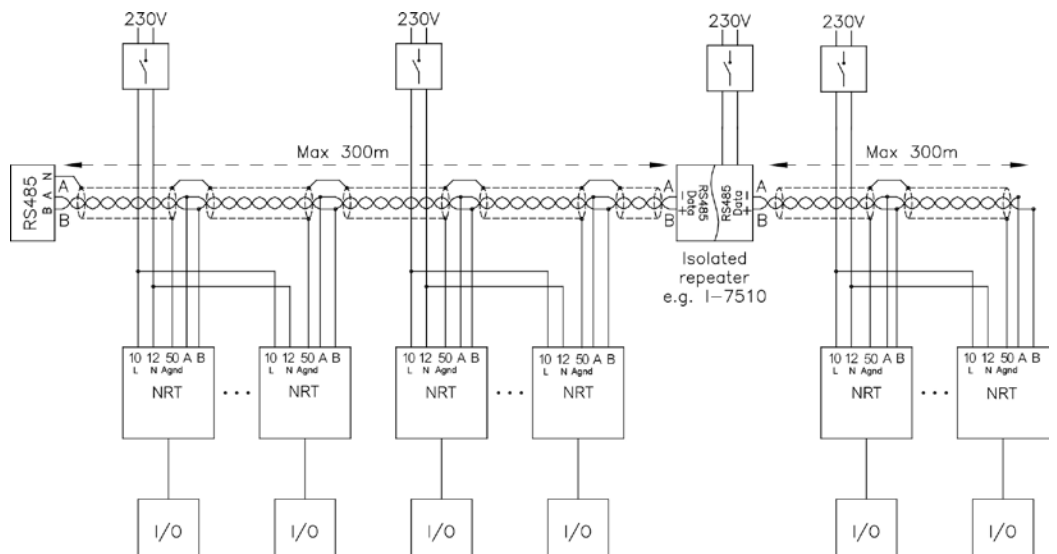 230V 230V 230V 230V
Max 300m Max 300m
RS485 N A B
A B
A B
Data RS485 − +
RS485 Data − +
A B
Isolated
repeater
e.g. I-7510
10 12 50 A B 10 12 50 A B 10 12 50 A B 10 12 50 A B 10 12 50 A B 10 12 50 A B
L N Agnd L N Agnd L N Agnd L N Agnd L N Agnd L N Agnd
NRT ... NRT NRT ... NRT NRT ... NRT
I/O I/O I/O I/O I/O I/O